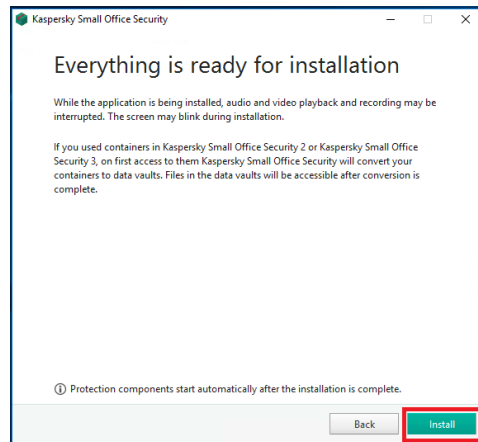 Kaspersky Small Office Security
Everything is ready for installation
While the application is being installed, audio and video playback and recording may be
interrupted. The screen may blink during installation.
If you used containers in Kaspersky Small Office Security 2 or Kaspersky Small Office
Security 3, on first access to them Kaspersky Small Office Security will convert your
containers to data vaults. Files in the data vaults will be accessible after conversion is
complete.
Protection components start automatically after the installation is complete.
Back
Install